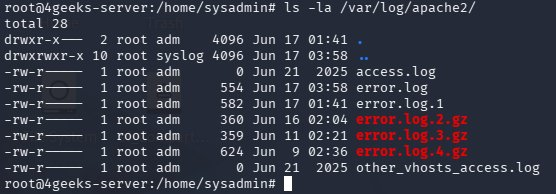 root@4geeks-server:/home/sysadmin# ls -la /var/log/apache2/
total 28
drwxr-x--- 2 root adm 4096 Jun 17 01:41 .
drwxrwxr-x 10 root syslog 4096 Jun 17 03:58 ..
-rw-r----- 1 root adm 0 Jun 21 2025 access.log
-rw-r----- 1 root adm 554 Jun 17 03:58 error.log
-rw-r----- 1 root adm 582 Jun 17 01:41 error.log.1
-rw-r----- 1 root adm 360 Jun 16 02:04 error.log.2.gz
-rw-r----- 1 root adm 359 Jun 11 02:21 error.log.3.gz
-rw-r----- 1 root adm 624 Jun 9 02:36 error.log.4.gz
-rw-r----- 1 root adm 0 Jun 21 2025 other_vhosts_access.log
root@4geeks-server:/home/sysadmin#